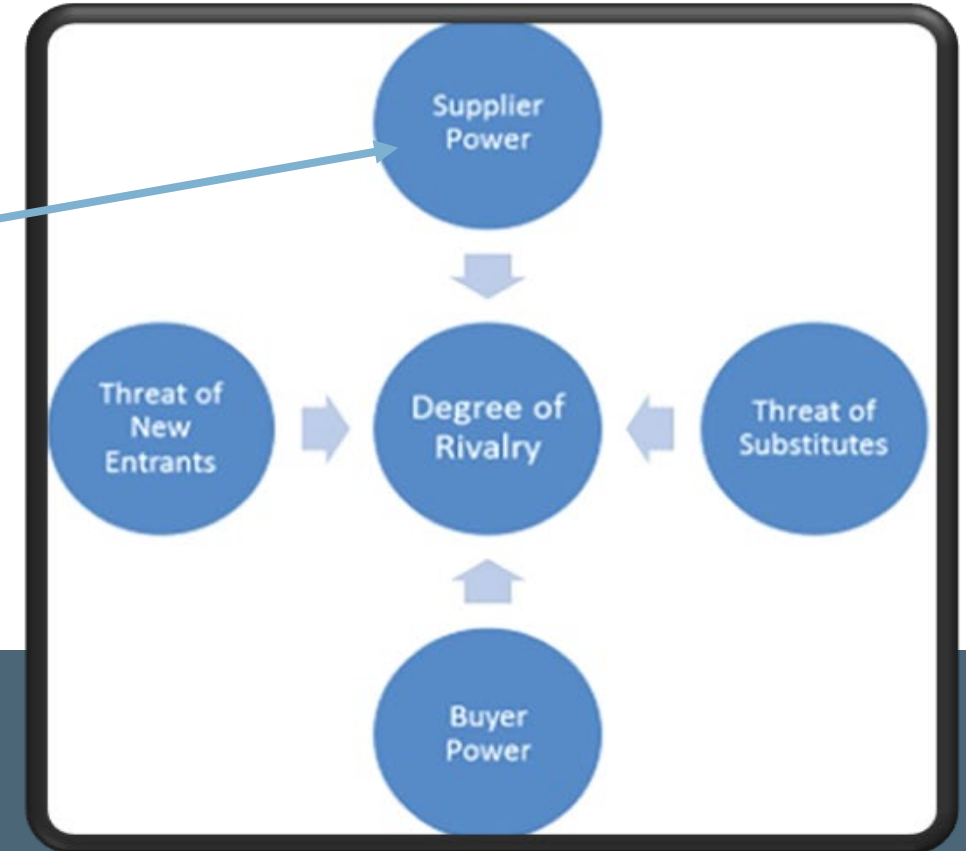 Supplier
Power
Threat of
New
Entrants
Degree of
Rivalry
Threat of
Substitutes
Buyer
Power